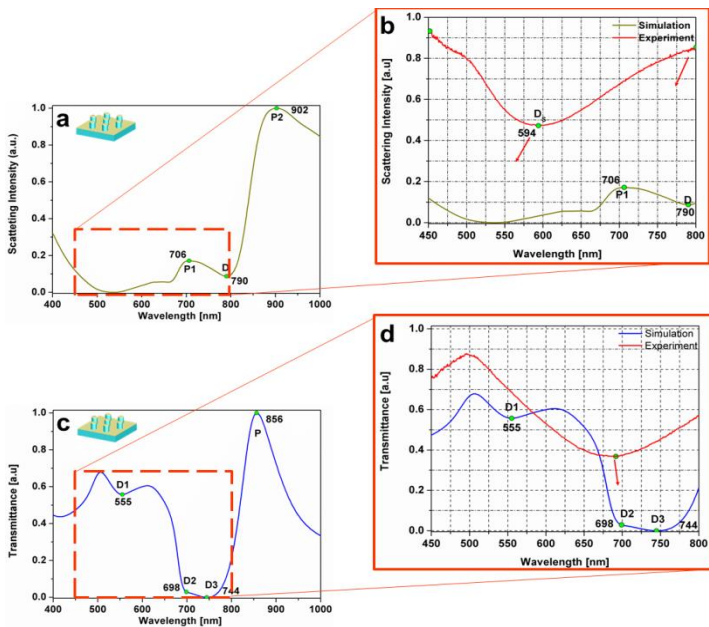 a
Scatteting Intensity (a.u.)
1.0
0.8
0.6
0.4
0.2
0.0
P2
902
706
P1
D
790
400 500 600 700 800 900 1000
Wavelength [nm]
b
Simulation
Experiment
Scattering Intensity [a.u]
1.0
0.8
0.6
0.4
0.2
0.0
594
706
P1
D
790
450 500 550 600 650 700 750 800
Wavelength [nm]
c
Transmittance [a.u]
1.0
0.8
0.6
0.4
0.2
0.0
856
P
D1
555
D2
698
D3
744
400 500 600 700 800 900 1000
Wavelength [nm]
d
Simulation
Experiment
Transmittance [a.u]
1.0
0.8
0.6
0.4
0.2
0.0
D1
555
D2
698
D3
744
450 500 550 600 650 700 750 800
Wavelength [nm]